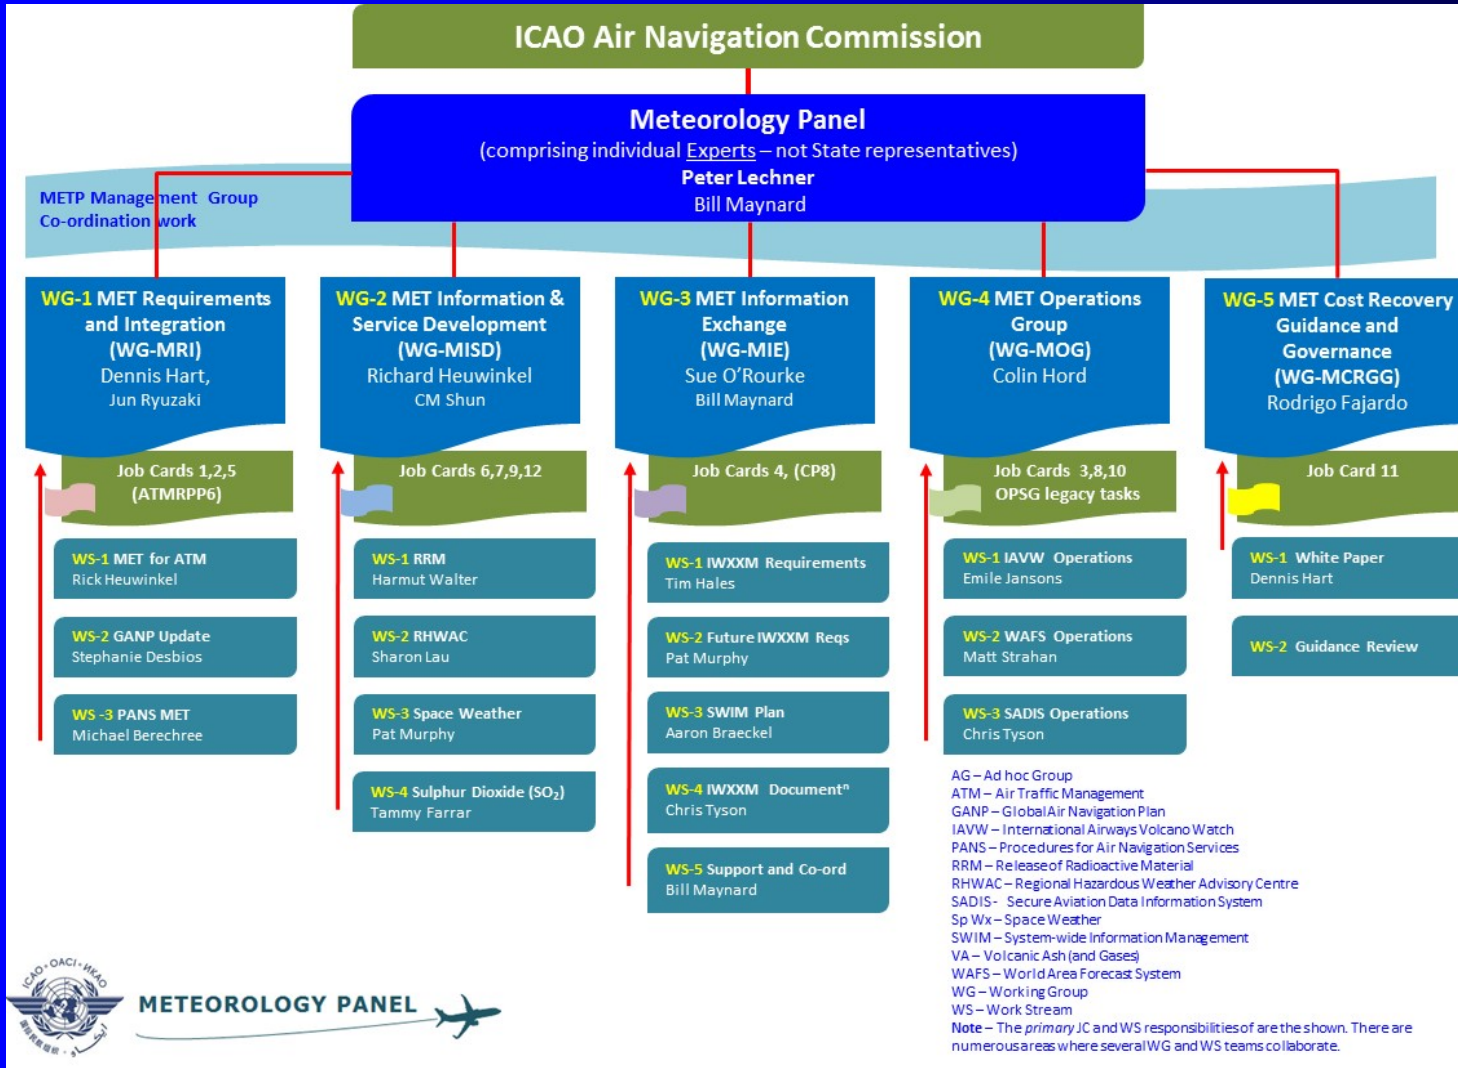 ICAO Air Navigation Commission
Meteorology Panel
(comprising individual Experts – not State representatives)
Peter Lechner
Bill Maynard
METP Management Group
Co-ordination work
WG-1 MET Requirements
and Integration
(WG-MRI)
Dennis Hart,
Jun Ryuzaki
WG-2 MET Information &
Service Development
(WG-MISD)
Richard Heuwinkel
CM Shun
WG-3 MET Information
Exchange
(WG-MIE)
Sue O'Rourke
Bill Maynard
WG-4 MET Operations
Group
(WG-MOG)
Colin Hord
WG-5 MET Cost Recovery
Guidance and
Governance
(WG-MCRGG)
Rodrigo Fajardo
Job Cards 1,2,5
(ATMRPP6)
Job Cards 6,7,9,12
Job Cards 4, (CP8)
Job Cards 3,8,10
OPSG legacy tasks
Job Card 11
WS-1 MET for ATM
Rick Heuwinkel
WS-2 GANP Update
Stephanie Desbios
WS -3 PANS MET
Michael Berechree
WS-1 RRM
Harmut Walter
WS-2 RHWAC
Sharon Lau
WS-3 Space Weather
Pat Murphy
WS-4 Sulphur Dioxide (SO₂)
Tammy Farrar
WS-1 IWXXM Requirements
Tim Hales
WS-2 Future IWXXM Reqs
Pat Murphy
WS-3 SWIM Plan
Aaron Braeckel
WS-4 IWXXM Documentⁿ
Chris Tyson
WS-5 Support and Co-ord
Bill Maynard
WS-1 IAVW Operations
Emile Jansons
WS-2 WAFS Operations
Matt Strahan
WS-3 SADIS Operations
Chris Tyson
WS-1 White Paper
Dennis Hart
WS-2 Guidance Review
AG – Ad hoc Group
ATM – Air Traffic Management
GANP – Global Air Navigation Plan
IAVW – International Airways Volcano Watch
PANS – Procedures for Air Navigation Services
RRM – Release of Radioactive Material
RHWAC – Regional Hazardous Weather Advisory Centre
SADIS - Secure Aviation Data Information System
Sp Wx – Space Weather
SWIM – System-wide Information Management
VA – Volcanic Ash (and Gases)
WAFS – World Area Forecast System
WG – Working Group
WS – Work Stream
Note – The primary JC and WS responsibilities of are the shown. There are
numerous areas where several WG and WS teams collaborate.
ICAO · OACI · ИКАО
METEOROLOGY PANEL